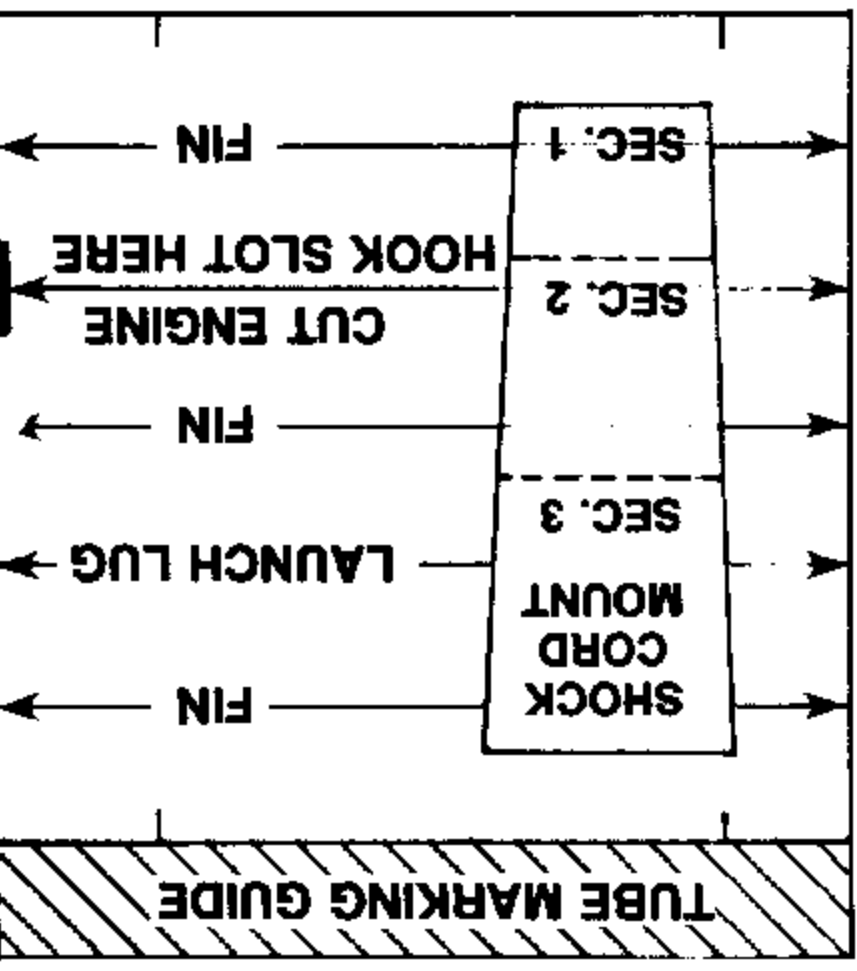 TUBE MARKING GUIDE
SHOCK
CORD
MOUNT
SEC. 3
SEC. 2
SEC. 1
FIN
LAUNCH LUG
FIN
CUT ENGINE
HOOK SLOT HERE
FIN